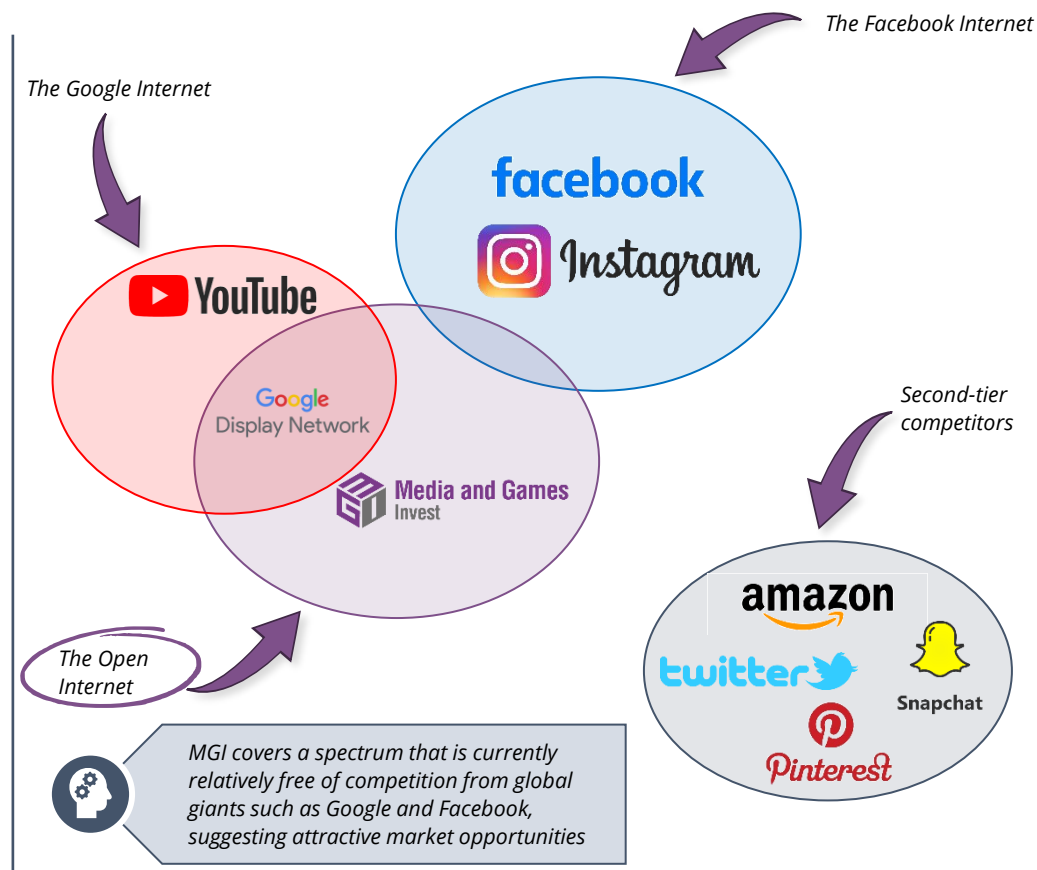 The Facebook Internet
The Google Internet
facebook
Instagram
YouTube
Google
Display Network
Second-tier
competitors
MGI
Media and Games
Invest
amazon
twitter
Snapchat
Pinterest
The Open
Internet
MGI covers a spectrum that is currently
relatively free of competition from global
giants such as Google and Facebook,
suggesting attractive market opportunities